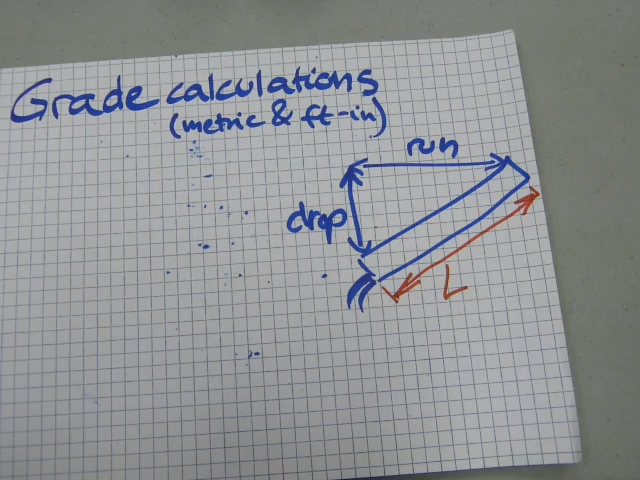 Grade calculations
(metric & ft-in)
run
drop
L